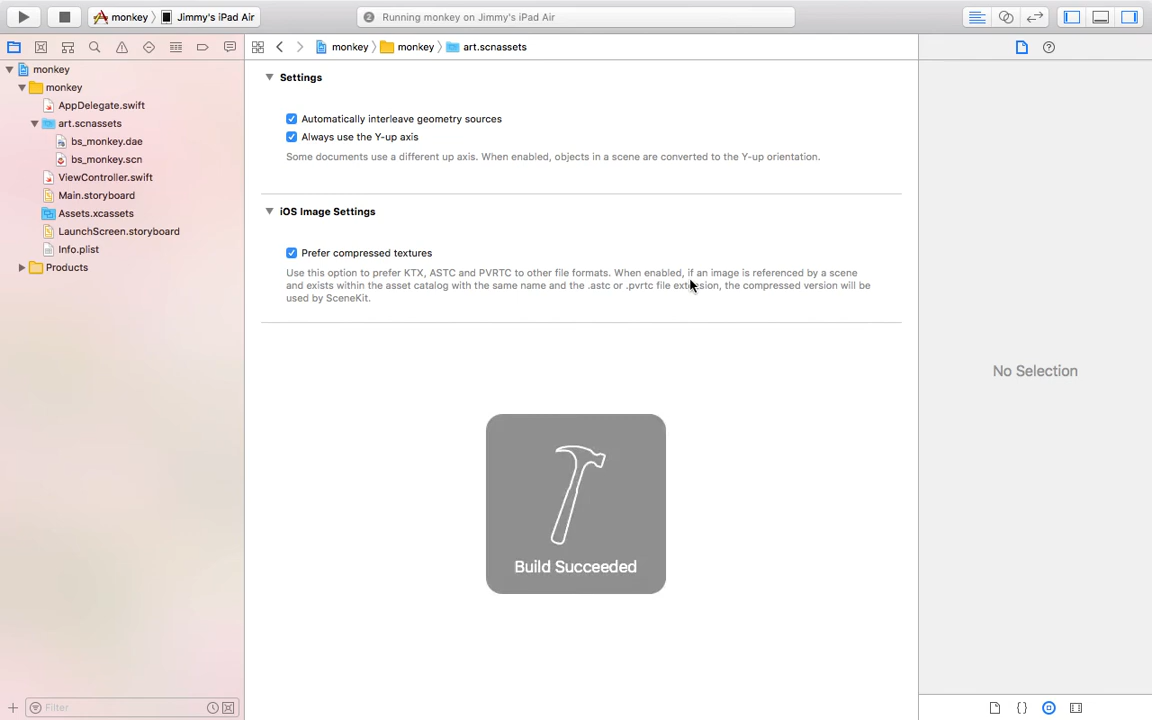 monkey Jimmy's iPad Air
2 Running monkey on Jimmy's iPad Air
monkey monkey art.scnassets
monkey
monkey
AppDelegate.swift
art.scnassets
bs_monkey.dae
bs_monkey.scn
ViewController.swift
Main.storyboard
Assets.xcassets
LaunchScreen.storyboard
Info.plist
Products
Filter
Settings
Automatically interleave geometry sources
Always use the Y-up axis
Some documents use a different up axis. When enabled, objects in a scene are converted to the Y-up orientation.
iOS Image Settings
Prefer compressed textures
Use this option to prefer KTX, ASTC and PVRTC to other file formats. When enabled, if an image is referenced by a scene
and exists within the asset catalog with the same name and the .astc or .pvrtc file extension, the compressed version will be
used by SceneKit.
Build Succeeded
No Selection